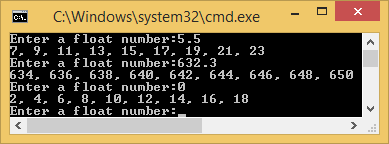 C:\Windows\system32\cmd.exe
Enter a float number:5.5
7, 9, 11, 13, 15, 17, 19, 21, 23
Enter a float number:632.3
634, 636, 638, 640, 642, 644, 646, 648, 650
Enter a float number:0
2, 4, 6, 8, 10, 12, 14, 16, 18
Enter a float number: